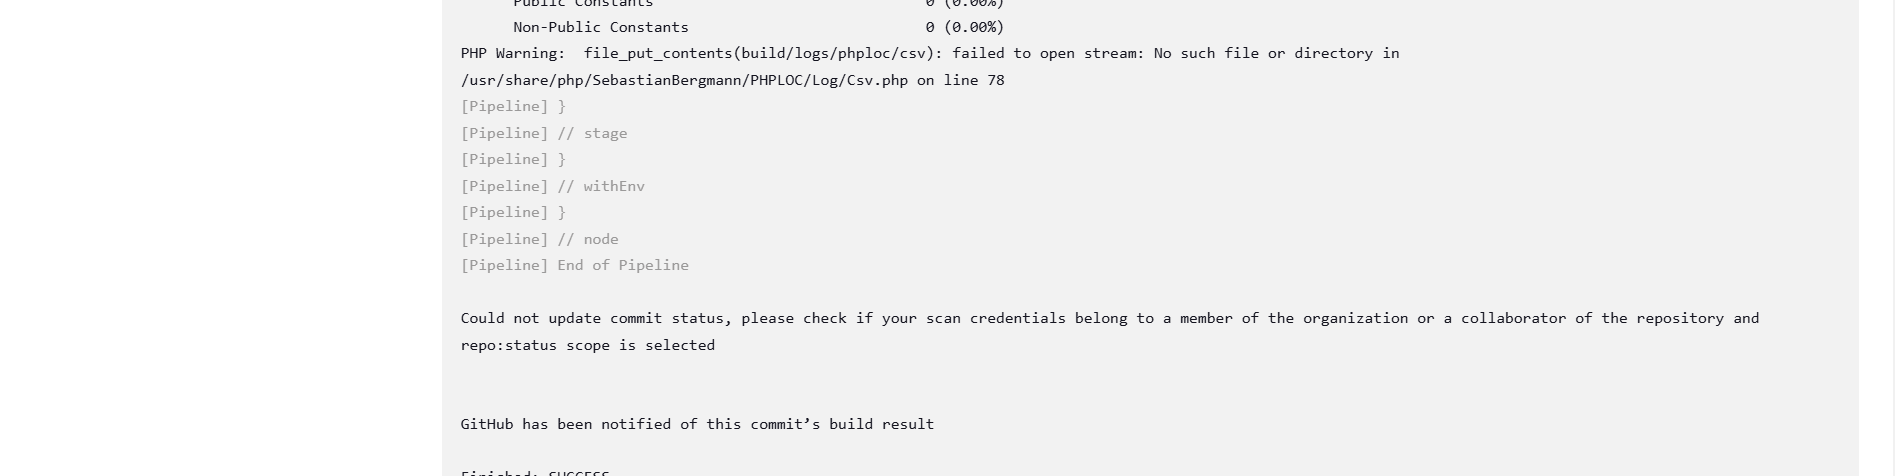 Public Constants 0 (0.00%)
Non-Public Constants 0 (0.00%)
PHP Warning:  file_put_contents(build/logs/phploc/csv): failed to open stream: No such file or directory in
/usr/share/php/SebastianBergmann/PHPLOC/Log/Csv.php on line 78
[Pipeline] }
[Pipeline] // stage
[Pipeline] }
[Pipeline] // withEnv
[Pipeline] }
[Pipeline] // node
[Pipeline] End of Pipeline
Could not update commit status, please check if your scan credentials belong to a member of the organization or a collaborator of the repository and
repo:status scope is selected
GitHub has been notified of this commit’s build result
Finished: SUCCESS